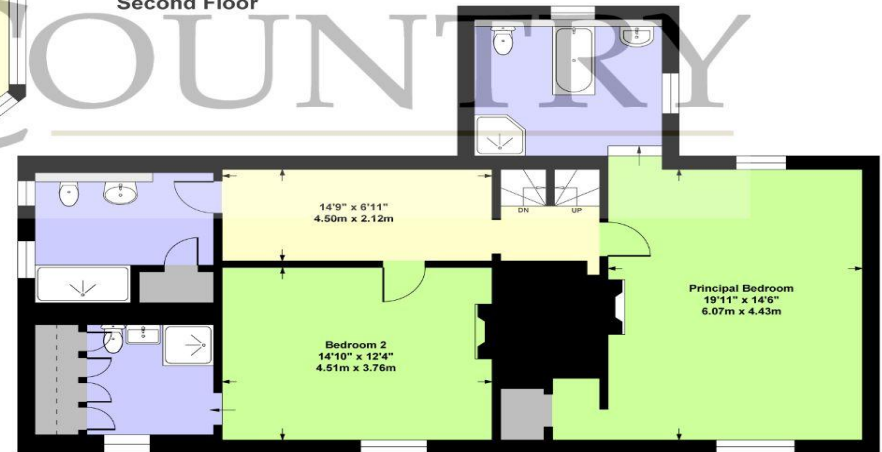 Second Floor
COUNTRY
14'9" x 6'11"
4.50m x 2.12m
DN
UP
Principal Bedroom
19'11" x 14'6"
6.07m x 4.43m
Bedroom 2
14'10" x 12'4"
4.51m x 3.76m